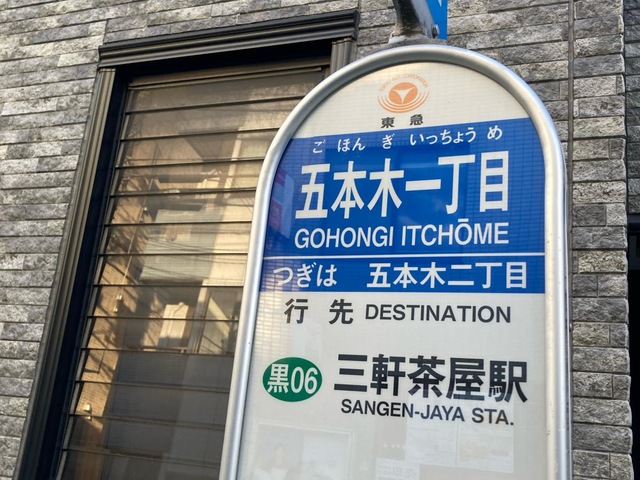 東急
ごほんぎいっちょうめ
五本木一丁目
GOHONGI ITCHŌME
つぎは 五本木二丁目
行先 DESTINATION
黒06 三軒茶屋駅
SANGEN-JAYA STA.